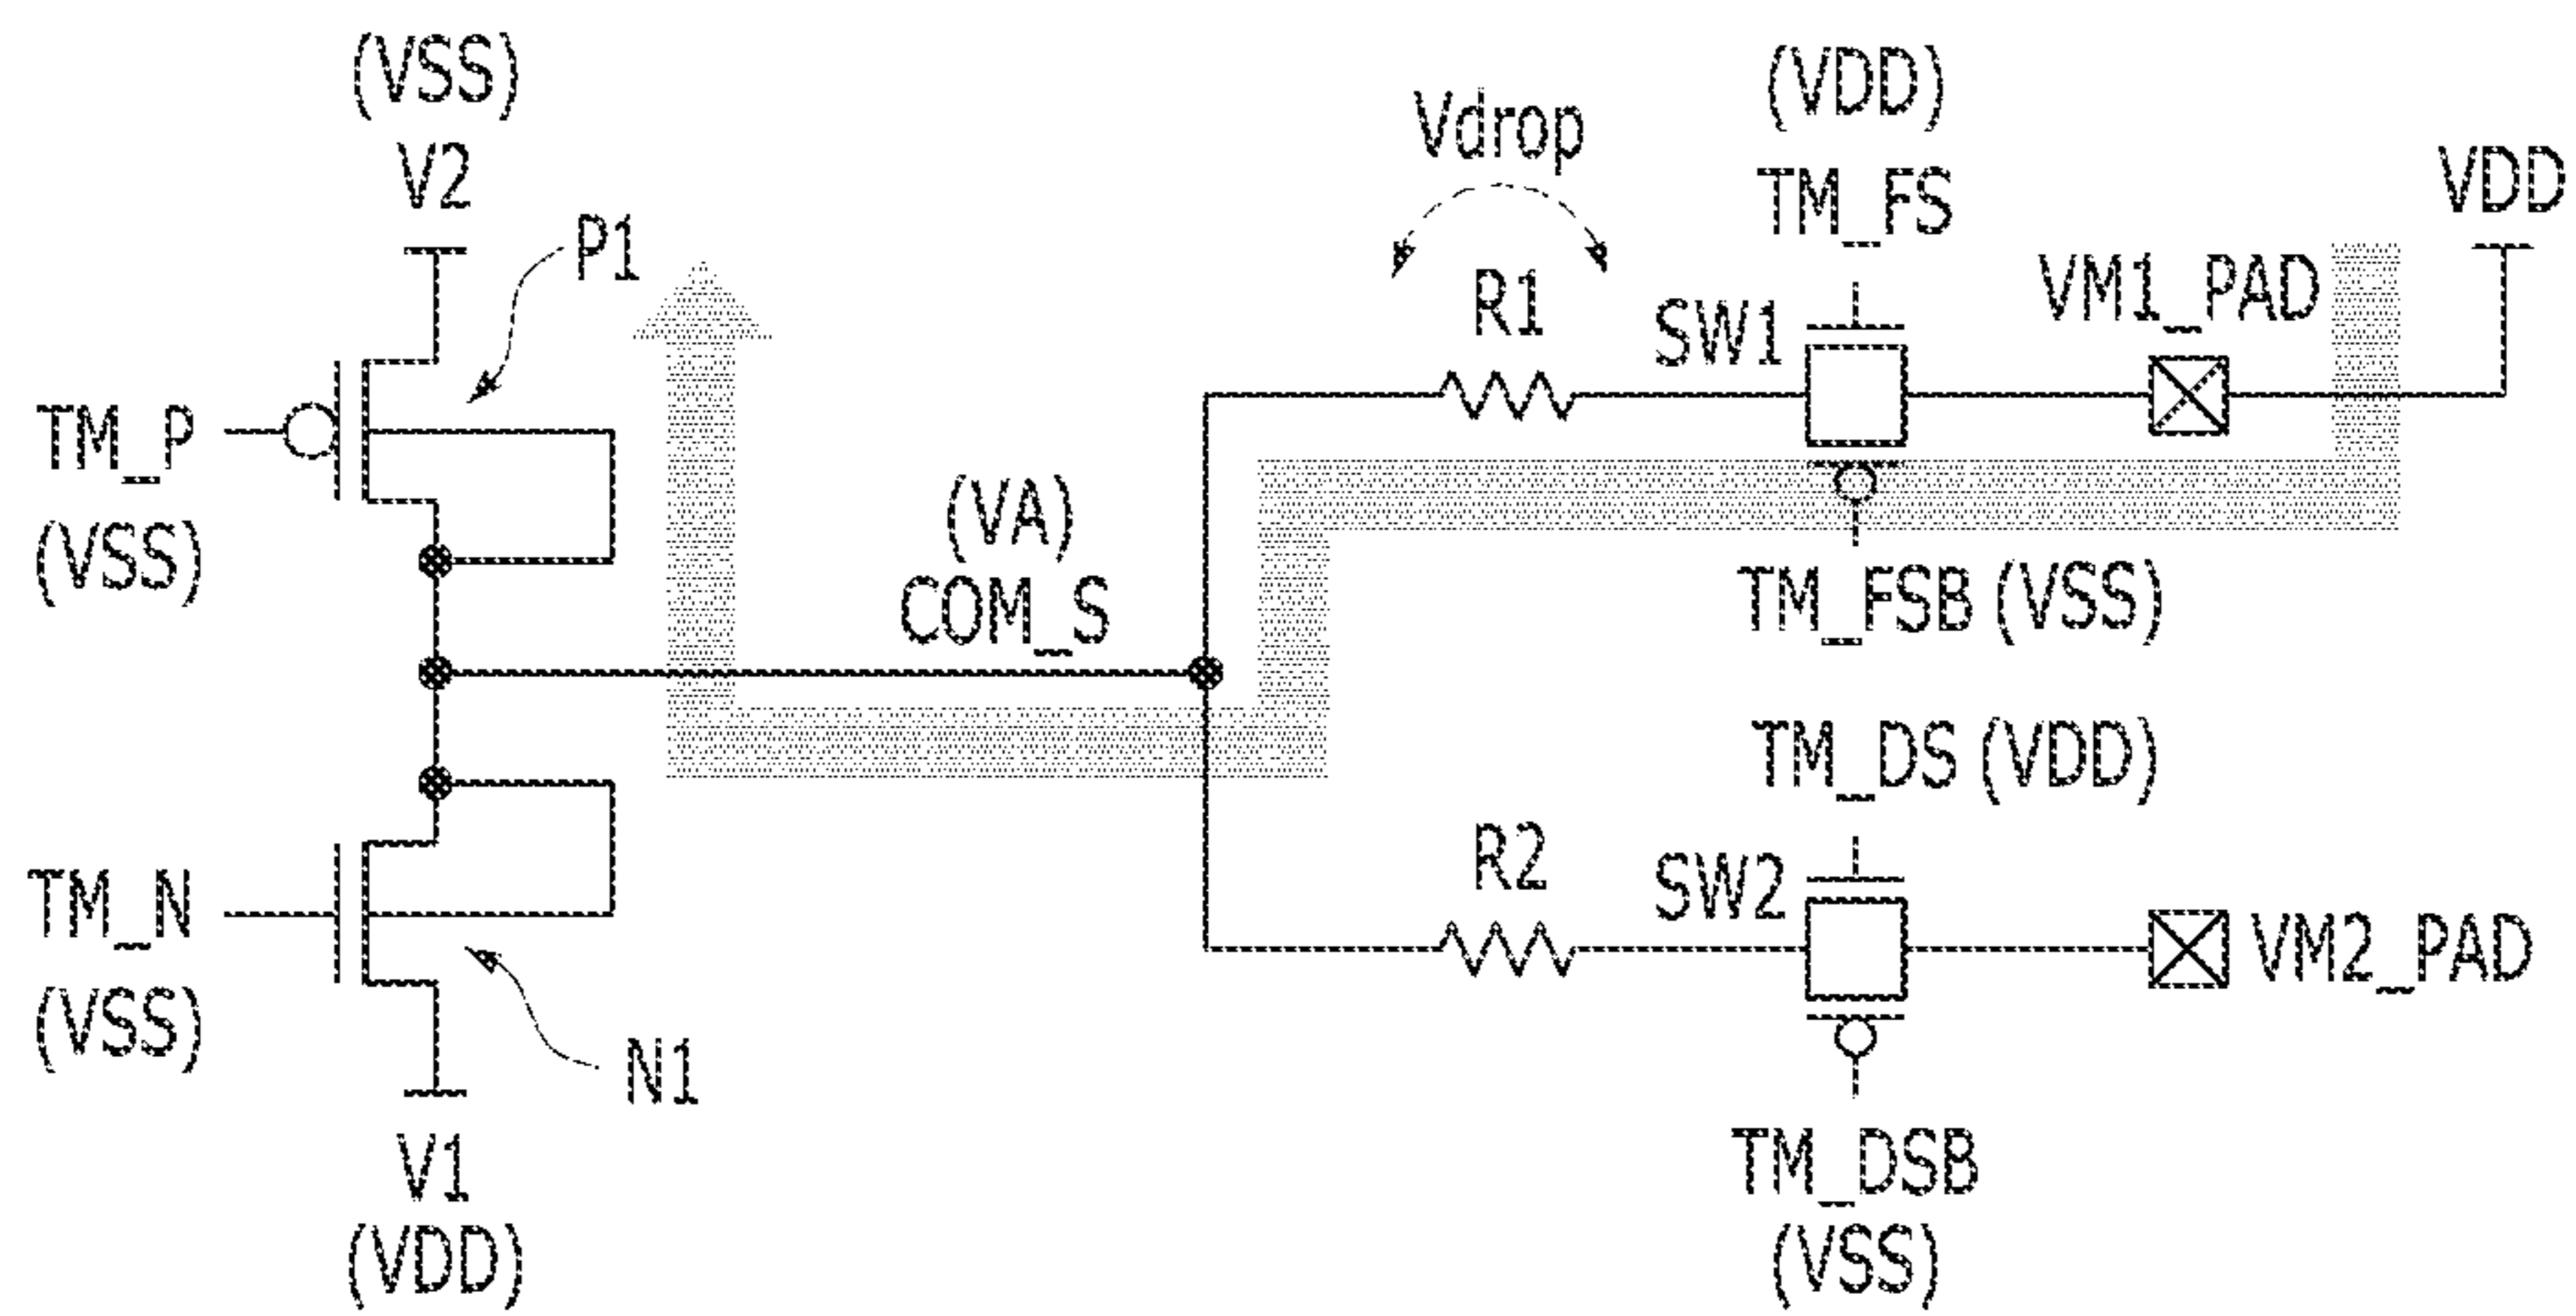 (VSS)
V2
P1
TM_P
(VSS)
(VA)
COM_S
Vdrop
R1
(VDD)
TM_FS
SW1
VM1_PAD
VDD
TM_FSB (VSS)
TM_DS (VDD)
R2
SW2
VM2_PAD
TM_DSB
(VSS)
TM_N
(VSS)
N1
V1
(VDD)